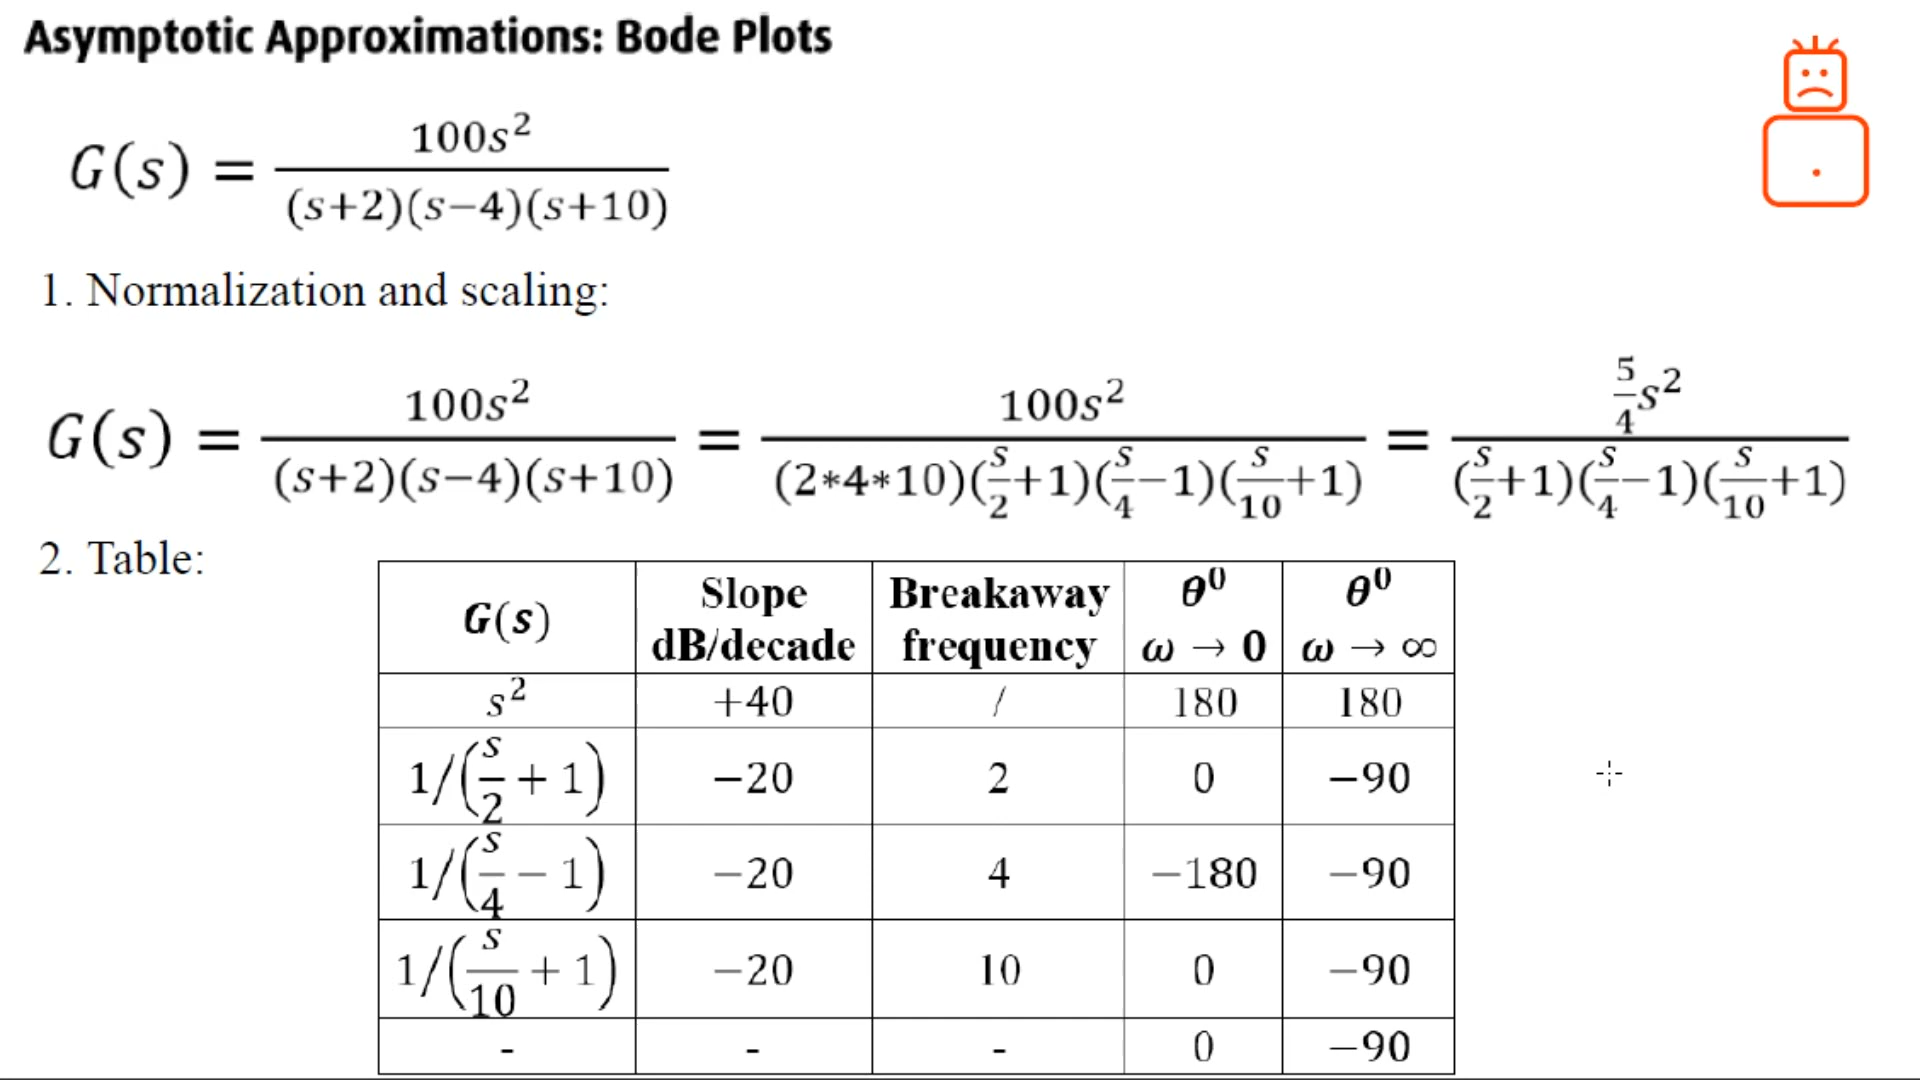 Asymptotic Approximations: Bode Plots
G(s) = 100s² / (s+2)(s−4)(s+10)
1. Normalization and scaling:
G(s) = 100s² / (s+2)(s−4)(s+10) = 100s² / (2*4*10)(s/2+1)(s/4−1)(s/10+1) = 5/4 s² / (s/2+1)(s/4−1)(s/10+1)
2. Table:
G(s) Slope dB/decade Breakaway frequency θ⁰ ω → 0 θ⁰ ω → ∞
s² +40 / 180 180
1/(s/2 + 1) −20 2 0 −90
1/(s/4 − 1) −20 4 −180 −90
1/(s/10 + 1) −20 10 0 −90
- - - 0 −90